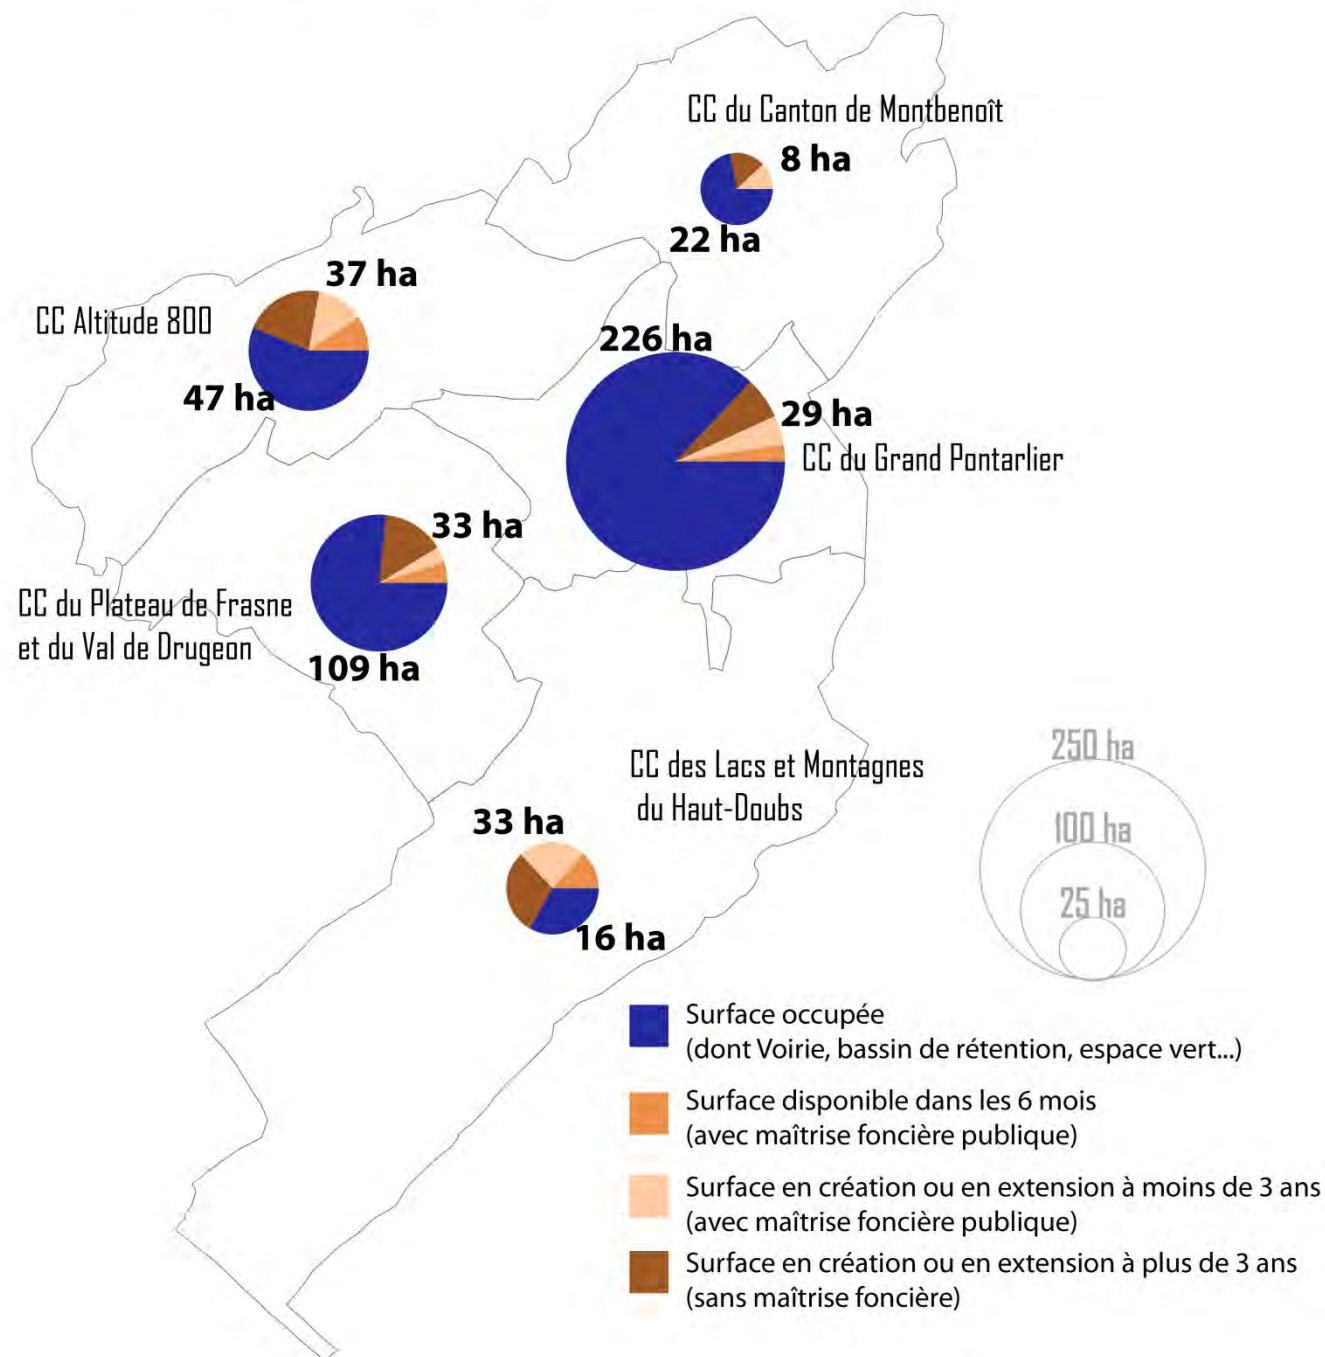 CC du Canton de Montbenoît
8 ha
22 ha
37 ha
CC Altitude 800
47 ha
226 ha
29 ha
CC du Grand Pontarlier
33 ha
CC du Plateau de Frasne
et du Val de Drugeon
109 ha
CC des Lacs et Montagnes
du Haut-Doubs
33 ha
16 ha
250 ha
100 ha
25 ha
Surface occupée
(dont Voirie, bassin de rétention, espace vert...)
Surface disponible dans les 6 mois
(avec maîtrise foncière publique)
Surface en création ou en extension à moins de 3 ans
(avec maîtrise foncière publique)
Surface en création ou en extension à plus de 3 ans
(sans maîtrise foncière)